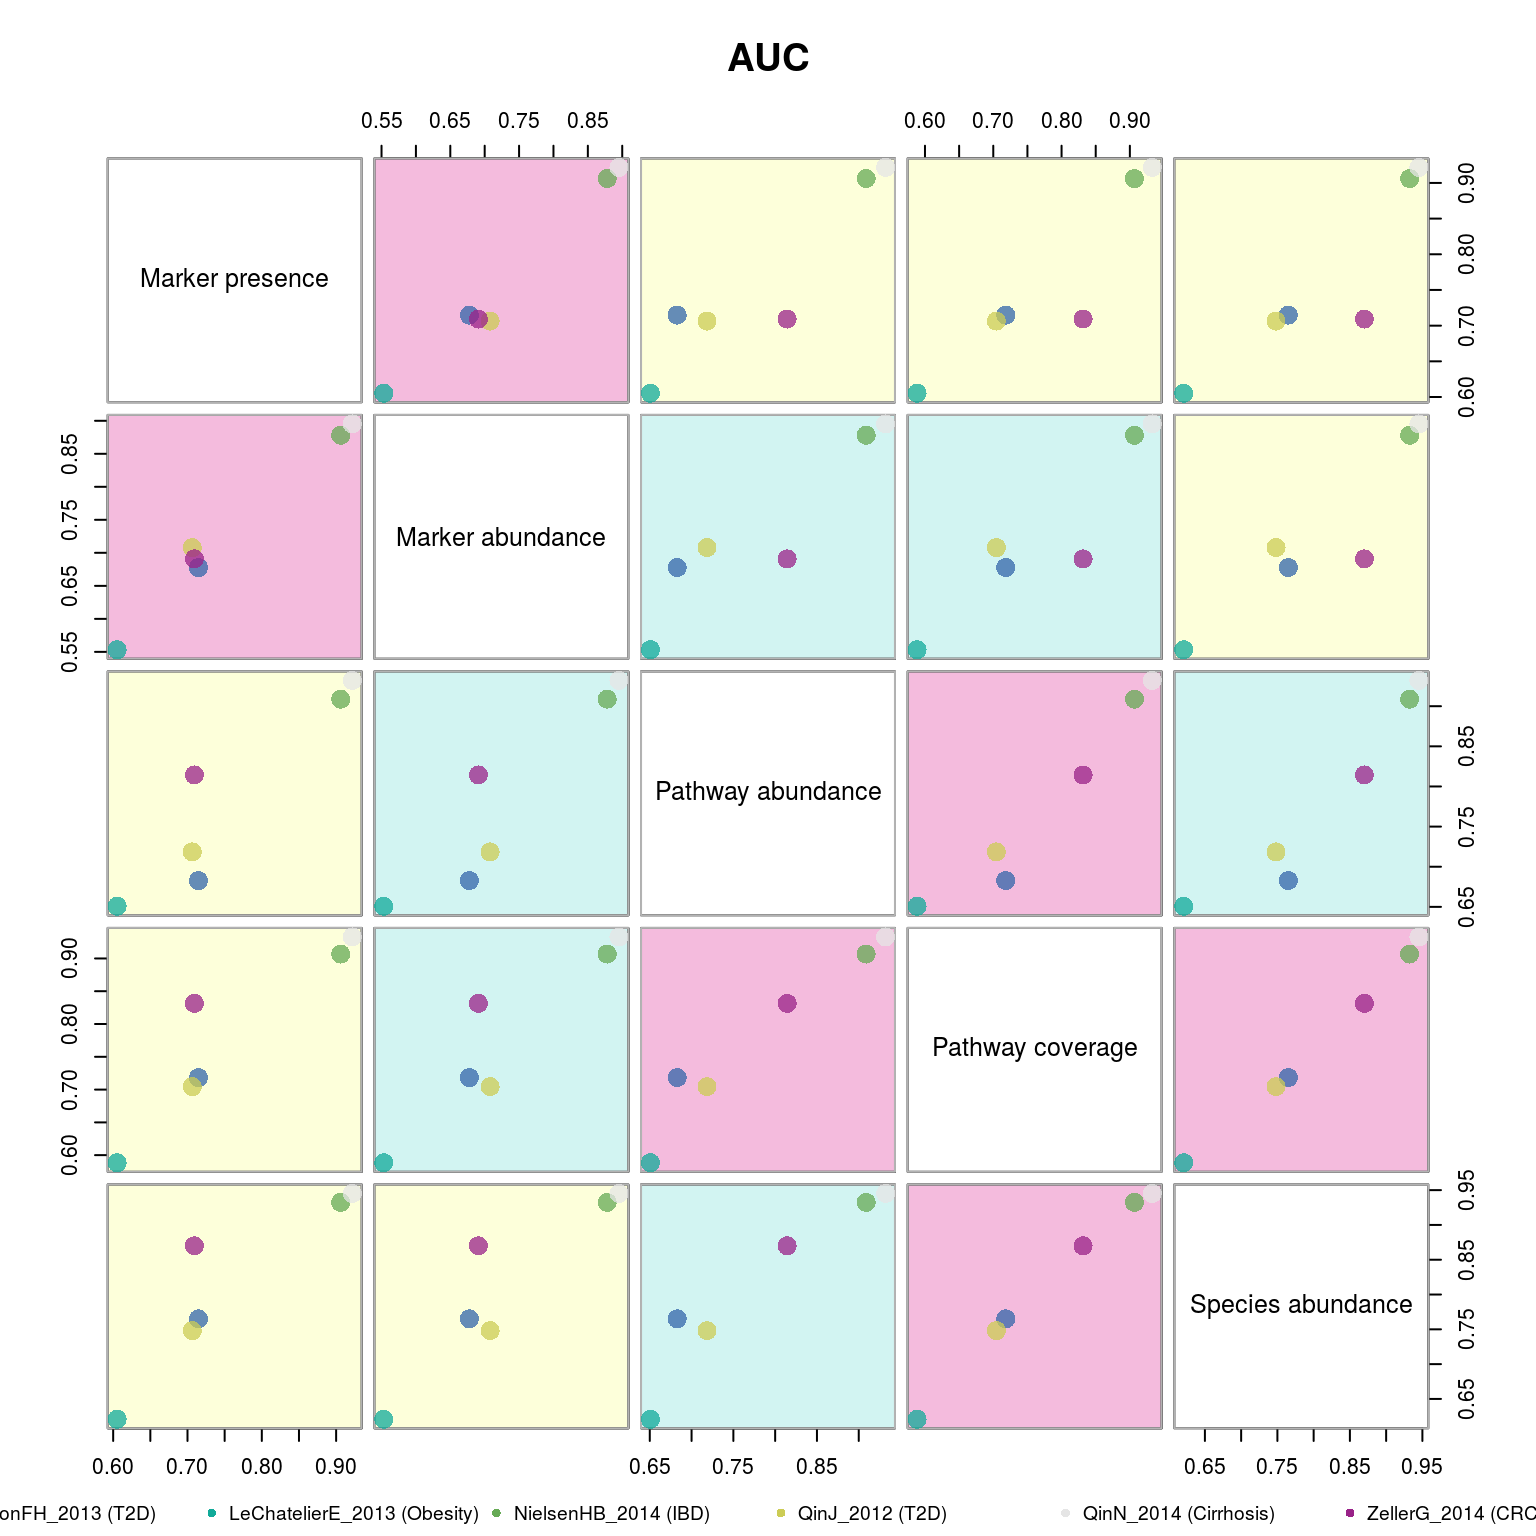 AUC
0.55 0.65 0.75 0.85 0.60 0.70 0.80 0.90
Marker presence
0.60 0.70 0.80 0.90
0.55 0.65 0.75 0.85
Marker abundance
Pathway abundance
0.65 0.75 0.85
0.60 0.70 0.80 0.90
Pathway coverage
Species abundance
0.65 0.75 0.85 0.95
0.60 0.70 0.80 0.90 0.65 0.75 0.85 0.65 0.75 0.85 0.95
onFH_2013 (T2D) LeChatelierE_2013 (Obesity) NielsenHB_2014 (IBD) QinJ_2012 (T2D) QinN_2014 (Cirrhosis) ZellerG_2014 (CRC